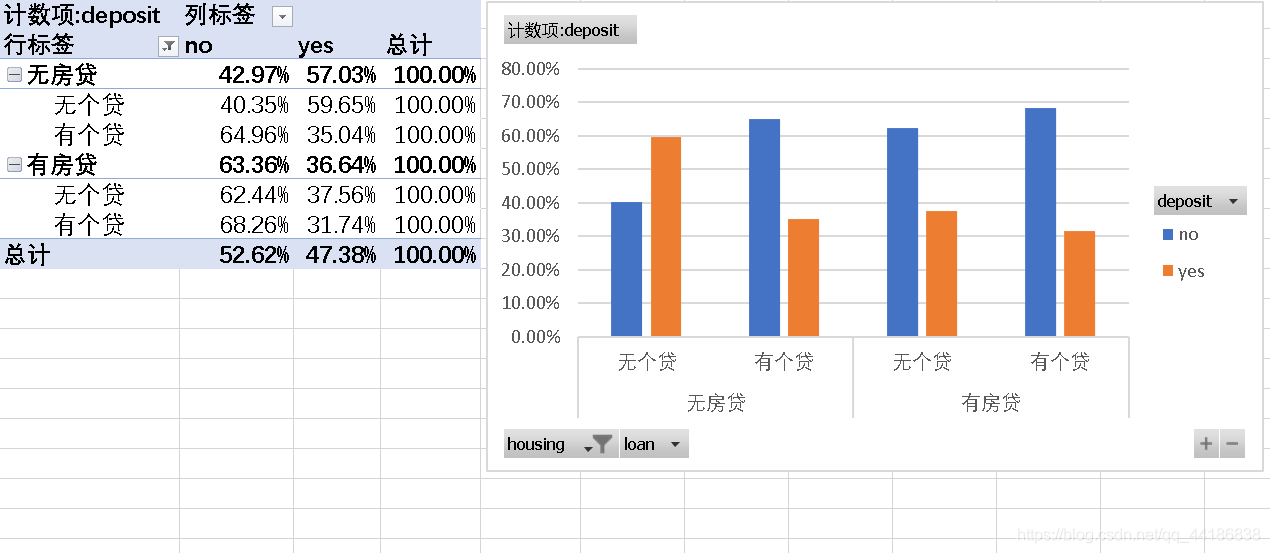 计数项:deposit 列标签
行标签 no yes 总计
无房贷 42.97% 57.03% 100.00%
无个贷 40.35% 59.65% 100.00%
有个贷 64.96% 35.04% 100.00%
有房贷 63.36% 36.64% 100.00%
无个贷 62.44% 37.56% 100.00%
有个贷 68.26% 31.74% 100.00%
总计 52.62% 47.38% 100.00%
计数项:deposit
80.00%
70.00%
60.00%
50.00%
40.00%
30.00%
20.00%
10.00%
0.00%
无个贷 有个贷 无个贷 有个贷
无房贷 有房贷
deposit
no
yes
housing loan
https://blog.csdn.net/qq_44186838